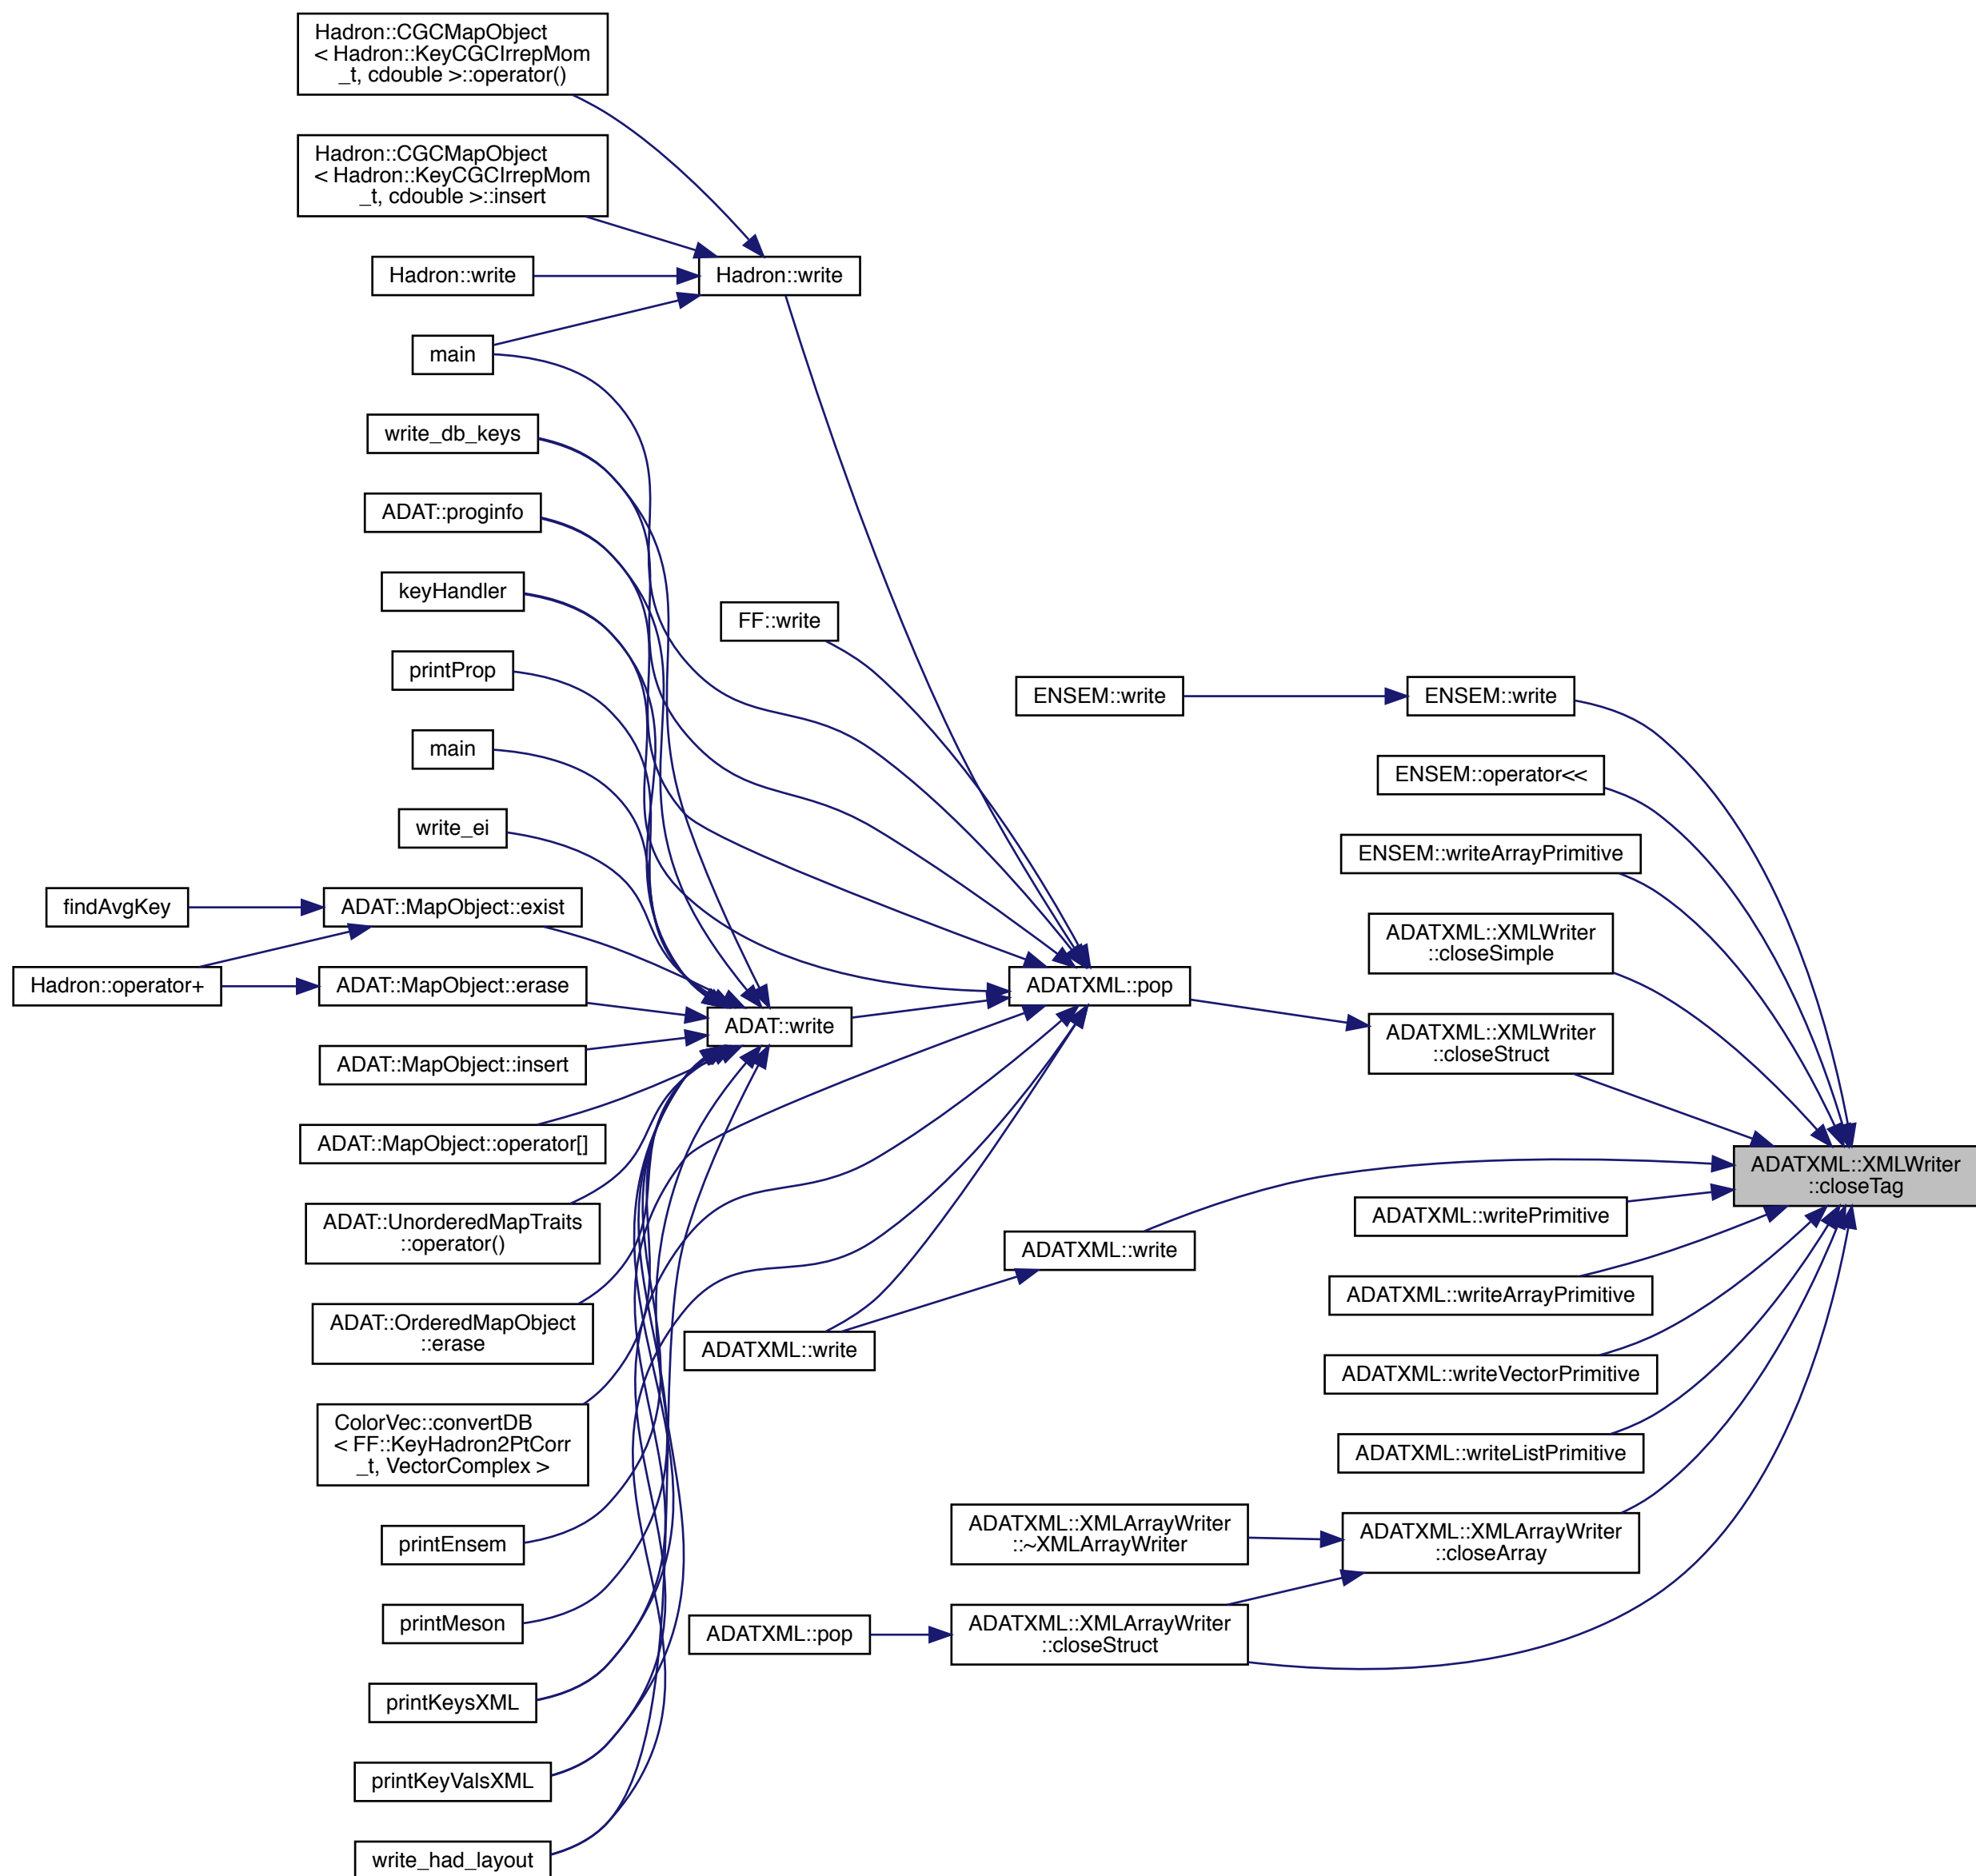 Hadron::CGCMapObject
< Hadron::KeyCGCIrrepMom
_t, cdouble >::operator()
Hadron::CGCMapObject
< Hadron::KeyCGCIrrepMom
_t, cdouble >::insert
Hadron::write
Hadron::write
main
write_db_keys
ADAT::proginfo
keyHandler
printProp
main
write_ei
findAvgKey
ADAT::MapObject::exist
Hadron::operator+
ADAT::MapObject::erase
ADAT::MapObject::insert
ADAT::MapObject::operator[]
ADAT::UnorderedMapTraits
::operator()
ADAT::OrderedMapObject
::erase
ColorVec::convertDB
< FF::KeyHadron2PtCorr
_t, VectorComplex >
printEnsem
printMeson
printKeysXML
printKeyValsXML
write_had_layout
FF::write
ADAT::write
ADATXML::write
ADATXML::pop
ENSEM::write
ADATXML::pop
ADATXML::write
ADATXML::XMLArrayWriter
::~XMLArrayWriter
ADATXML::XMLArrayWriter
::closeStruct
ENSEM::write
ENSEM::operator<<
ENSEM::writeArrayPrimitive
ADATXML::XMLWriter
::closeSimple
ADATXML::XMLWriter
::closeStruct
ADATXML::writePrimitive
ADATXML::writeArrayPrimitive
ADATXML::writeVectorPrimitive
ADATXML::writeListPrimitive
ADATXML::XMLArrayWriter
::closeArray
ADATXML::XMLWriter
::closeTag